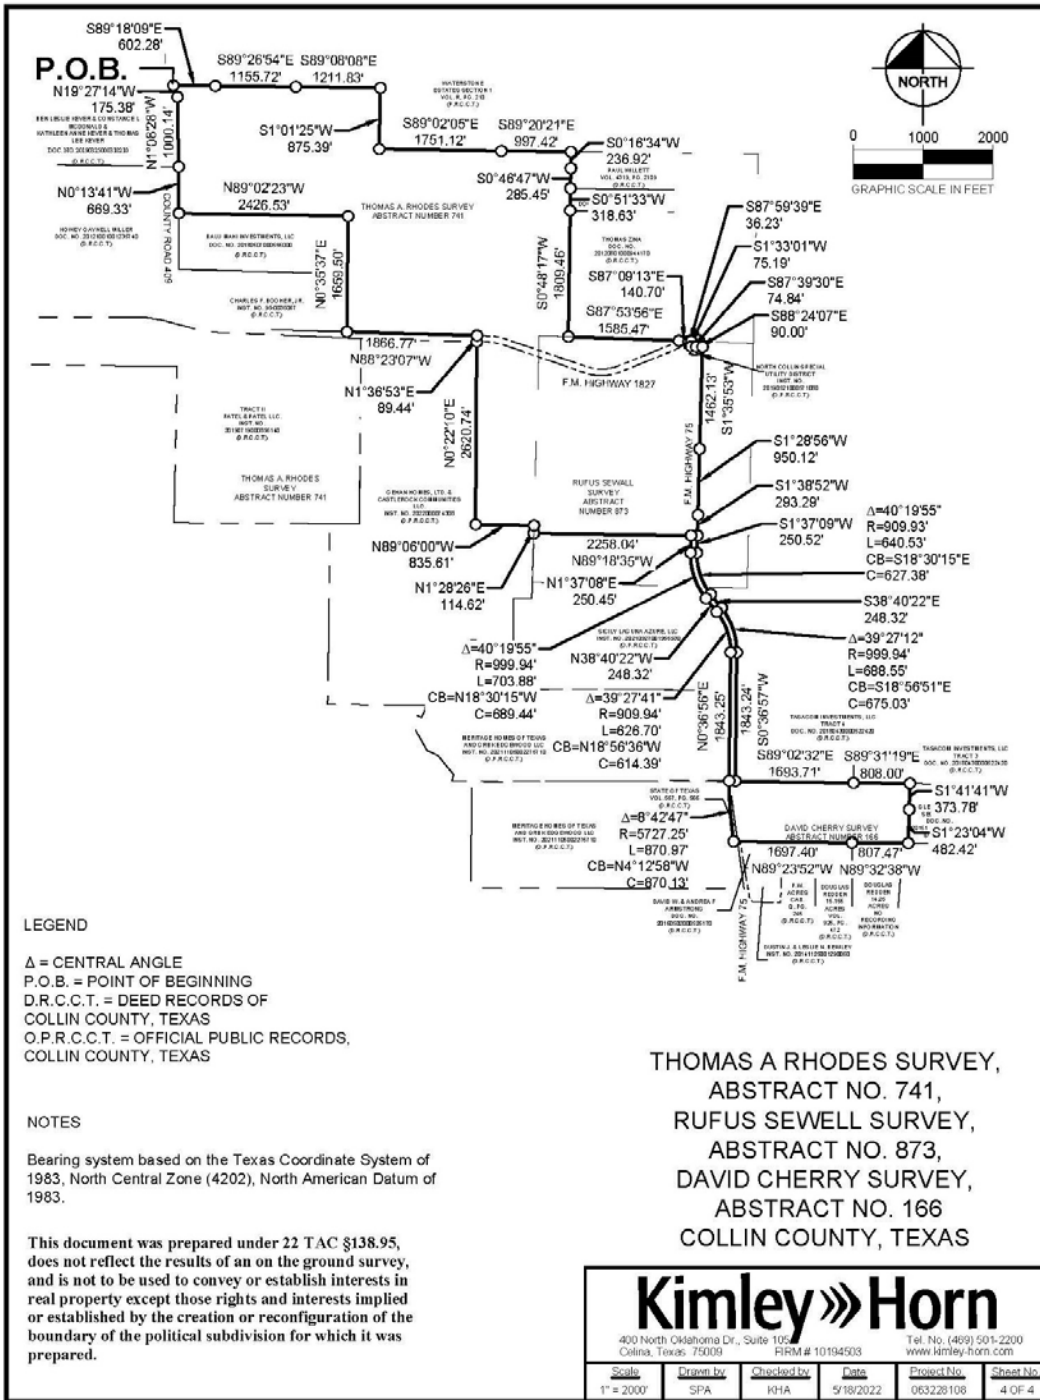 S89°18'09"E
602.28'
P.O.B.
S89°26'54"E
1155.72'
S89°08'08"E
1211.83'
NORTH
N19°27'14"W
175.38'
N1°08'28"W
1000.14'
S1°01'25"W
875.39'
S89°02'05"E
1751.12'
S89°20'21"E
997.42'
S0°16'34"W
236.92'
0 1000 2000
GRAPHIC SCALE IN FEET
S0°46'47"W
285.45'
N0°13'41"W
669.33'
N89°02'23"W
2426.53'
THOMAS A. RHODES SURVEY
ABSTRACT NUMBER 741
S0°51'33"W
318.63'
S87°59'39"E
36.23'
S1°33'01"W
75.19'
COUNTY ROAD 409
N0°35'37"E
1659.50'
S0°48'17"W
1809.46'
S87°09'13"E
140.70'
S87°39'30"E
74.84'
S87°53'56"E
1585.47'
S88°24'07"E
90.00'
1866.77'
N88°23'07"W
F.M. HIGHWAY 1827
N1°36'53"E
89.44'
1462.13'
S1°35'53"W
N0°22'10"E
2620.74'
F.M. HIGHWAY 75
S1°28'56"W
950.12'
THOMAS A. RHODES
SURVEY
ABSTRACT NUMBER 741
RUFUS SEWALL
SURVEY
ABSTRACT
NUMBER 873
S1°38'52"W
293.29'
Δ=40°19'55"
R=909.93'
L=640.53'
CB=S18°30'15"E
C=627.38'
S1°37'09"W
250.52'
N89°06'00"W
835.61'
2258.04'
N89°18'35"W
N1°28'26"E
114.62'
N1°37'08"E
250.45'
S38°40'22"E
248.32'
Δ=40°19'55"
R=999.94'
L=703.88'
CB=N18°30'15"W
C=689.44'
N38°40'22"W
248.32'
Δ=39°27'12"
R=999.94'
L=688.55'
CB=S18°56'51"E
C=675.03'
Δ=39°27'41"
R=909.94'
L=626.70'
CB=N18°56'36"W
C=614.39'
N0°36'56"E
1843.25'
1843.24'
S0°36'57"W
S89°02'32"E
1693.71'
S89°31'19"E
808.00'
S1°41'41"W
373.78'
Δ=8°42'47"
R=5727.25'
L=870.97'
CB=N4°12'58"W
C=870.13'
DAVID CHERRY SURVEY
ABSTRACT NUMBER 166
S1°23'04"W
482.42'
1697.40'
N89°23'52"W
807.47'
N89°32'38"W
F.M. HIGHWAY 75
LEGEND
Δ = CENTRAL ANGLE
P.O.B. = POINT OF BEGINNING
D.R.C.C.T. = DEED RECORDS OF
COLLIN COUNTY, TEXAS
O.P.R.C.C.T. = OFFICIAL PUBLIC RECORDS,
COLLIN COUNTY, TEXAS
NOTES
Bearing system based on the Texas Coordinate System of
1983, North Central Zone (4202), North American Datum of
1983.
This document was prepared under 22 TAC §138.95,
does not reflect the results of an on the ground survey,
and is not to be used to convey or establish interests in
real property except those rights and interests implied
or established by the creation or reconfiguration of the
boundary of the political subdivision for which it was
prepared.
THOMAS A RHODES SURVEY,
ABSTRACT NO. 741,
RUFUS SEWELL SURVEY,
ABSTRACT NO. 873,
DAVID CHERRY SURVEY,
ABSTRACT NO. 166
COLLIN COUNTY, TEXAS
Kimley»Horn
400 North Oklahoma Dr., Suite 105
Celina, Texas 75009 FIRM # 10194503
Tel. No. (469) 501-2200
www.kimley-horn.com
Scale Drawn by Checked by Date Project No. Sheet No.
1" = 2000' SPA KHA 5/18/2022 063228108 4 OF 4